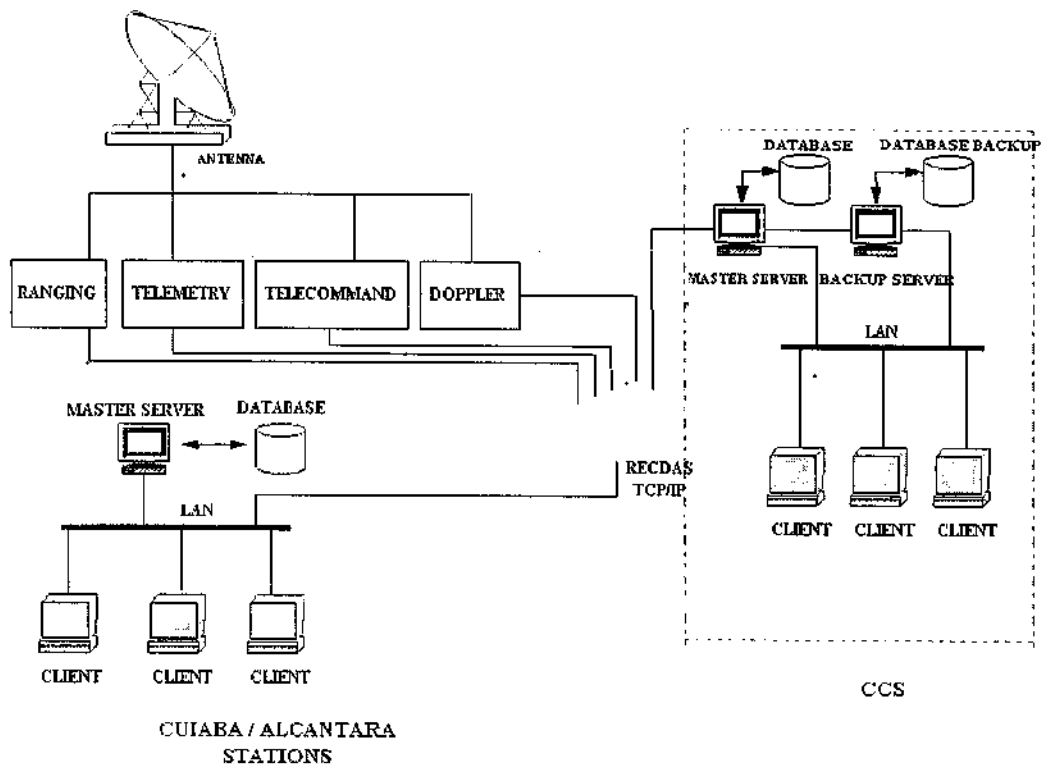 ANTENNA
DATABASE
DATABASE BACKUP
RANGING
TELEMETRY
TELECOMMAND
DOPPLER
MASTER SERVER
BACKUP SERVER
LAN
MASTER SERVER
DATABASE
RECDAS
TCP/IP
LAN
CLIENT
CLIENT
CLIENT
CLIENT
CLIENT
CLIENT
CCS
CUIABA / ALCANTARA
STATIONS